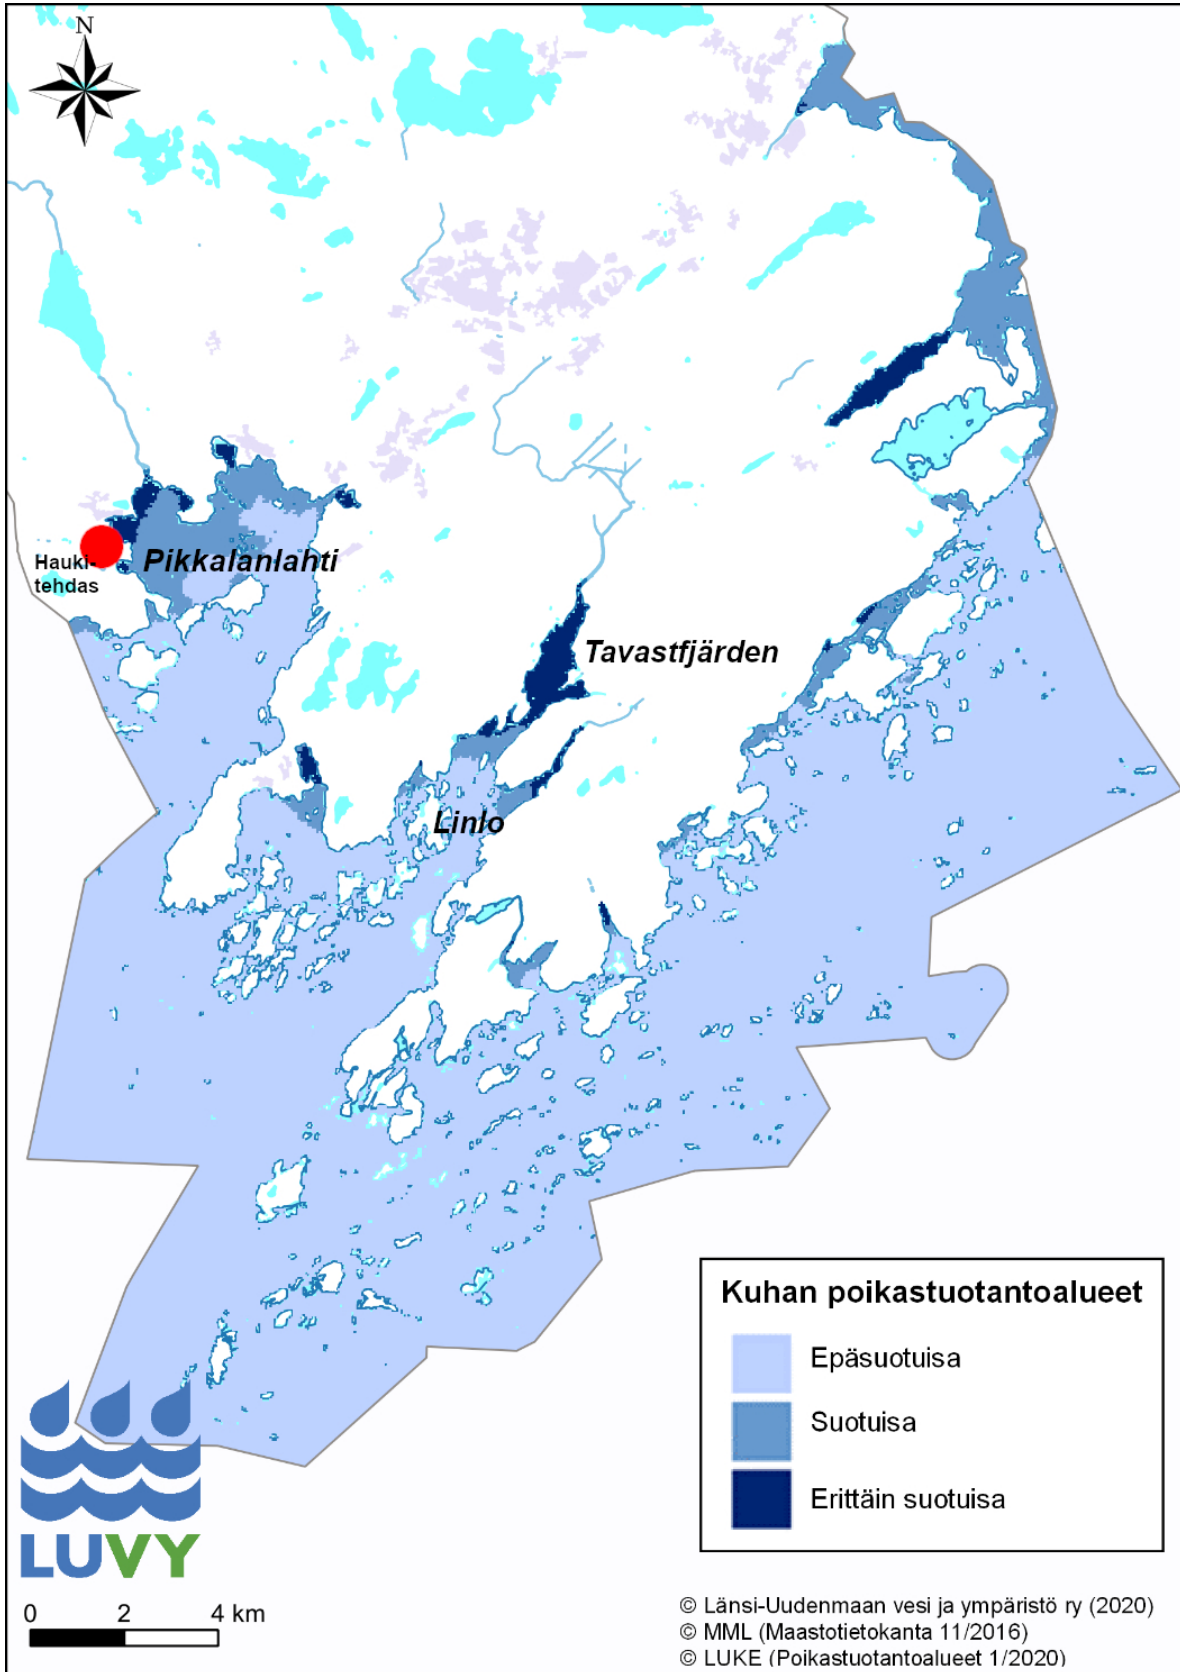 N
Hauki-
tehdas
Pikkalanlahti
Tavastfjärden
Linlo
Kuhan poikastuotantoalueet
Epäsuotuisa
Suotuisa
Erittäin suotuisa
LUVY
0 2 4 km
© Länsi-Uudenmaan vesi ja ympäristö ry (2020)
© MML (Maastotietokanta 11/2016)
© LUKE (Poikastuotantoalueet 1/2020)